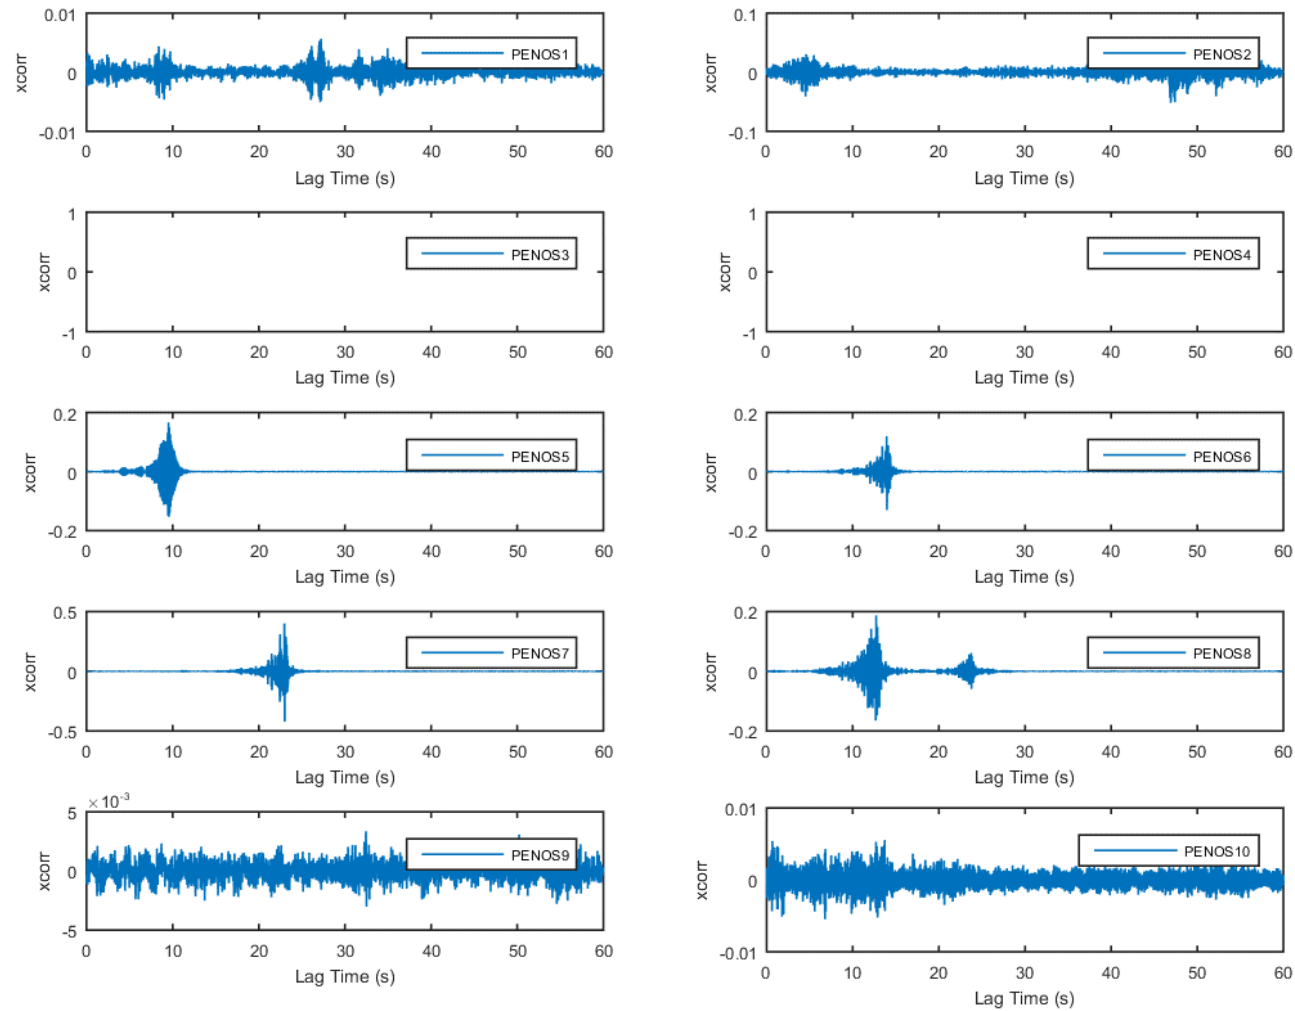 0.01
0
-0.01
xcorr
PENOS1
0 10 20 30 40 50 60
Lag Time (s)
0.1
0
-0.1
xcorr
PENOS2
0 10 20 30 40 50 60
Lag Time (s)
1
0
-1
xcorr
PENOS3
0 10 20 30 40 50 60
Lag Time (s)
1
0
-1
xcorr
PENOS4
0 10 20 30 40 50 60
Lag Time (s)
0.2
0
-0.2
xcorr
PENOS5
0 10 20 30 40 50 60
Lag Time (s)
0.2
0
-0.2
xcorr
PENOS6
0 10 20 30 40 50 60
Lag Time (s)
0.5
0
-0.5
xcorr
PENOS7
0 10 20 30 40 50 60
Lag Time (s)
0.2
0
-0.2
xcorr
PENOS8
0 10 20 30 40 50 60
Lag Time (s)
× 10⁻³
5
0
-5
xcorr
PENOS9
0 10 20 30 40 50 60
Lag Time (s)
0.01
0
-0.01
xcorr
PENOS10
0 10 20 30 40 50 60
Lag Time (s)